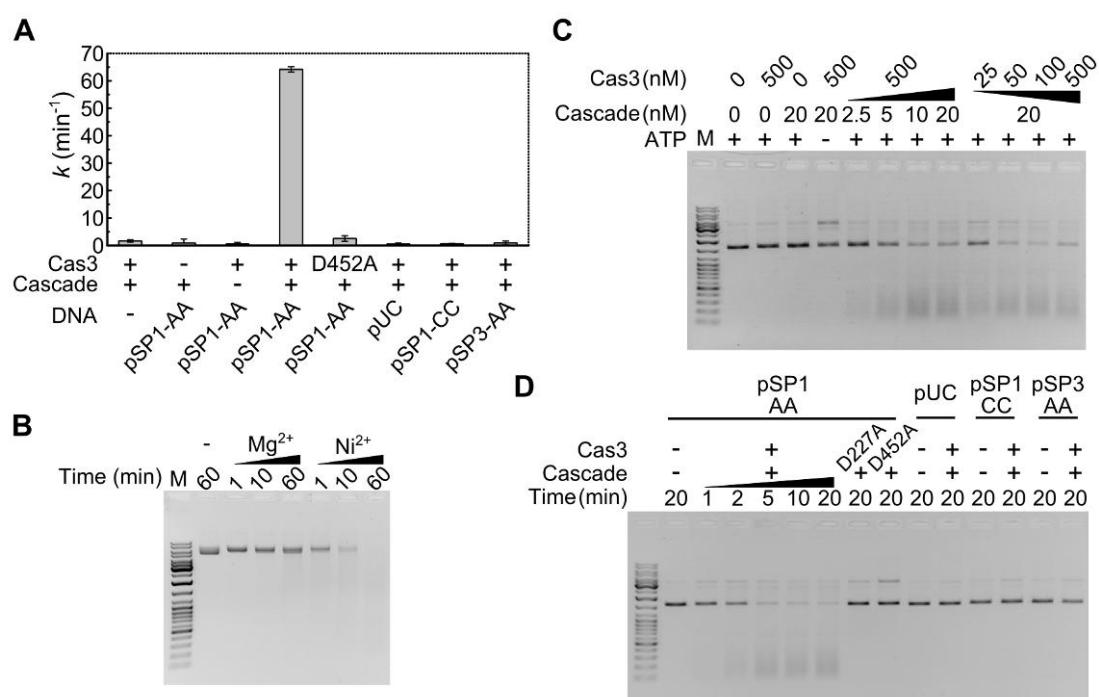 A
k (min-1)
70
60
50
40
30
20
10
0
Cas3 + - + + D452A + + +
Cascade + + - + + + + +
DNA - pSP1-AA pSP1-AA pSP1-AA pSP1-AA pUC pSP1-CC pSP3-AA
B
- Mg2+ Ni2+
Time (min) M 60 1 10 60 1 10 60
C
Cas3 (nM) 0 500 0 500 500 25 50 100 500
Cascade (nM) 0 0 20 20 2.5 5 10 20 20
ATP M + + + - + + + + + + + +
D
pSP1 AA pUC pSP1 CC pSP3 AA
Cas3 - + D227A D452A - + - + - +
Cascade - + + + - + - + - +
Time (min) 20 1 2 5 10 20 20 20 20 20 20 20 20 20